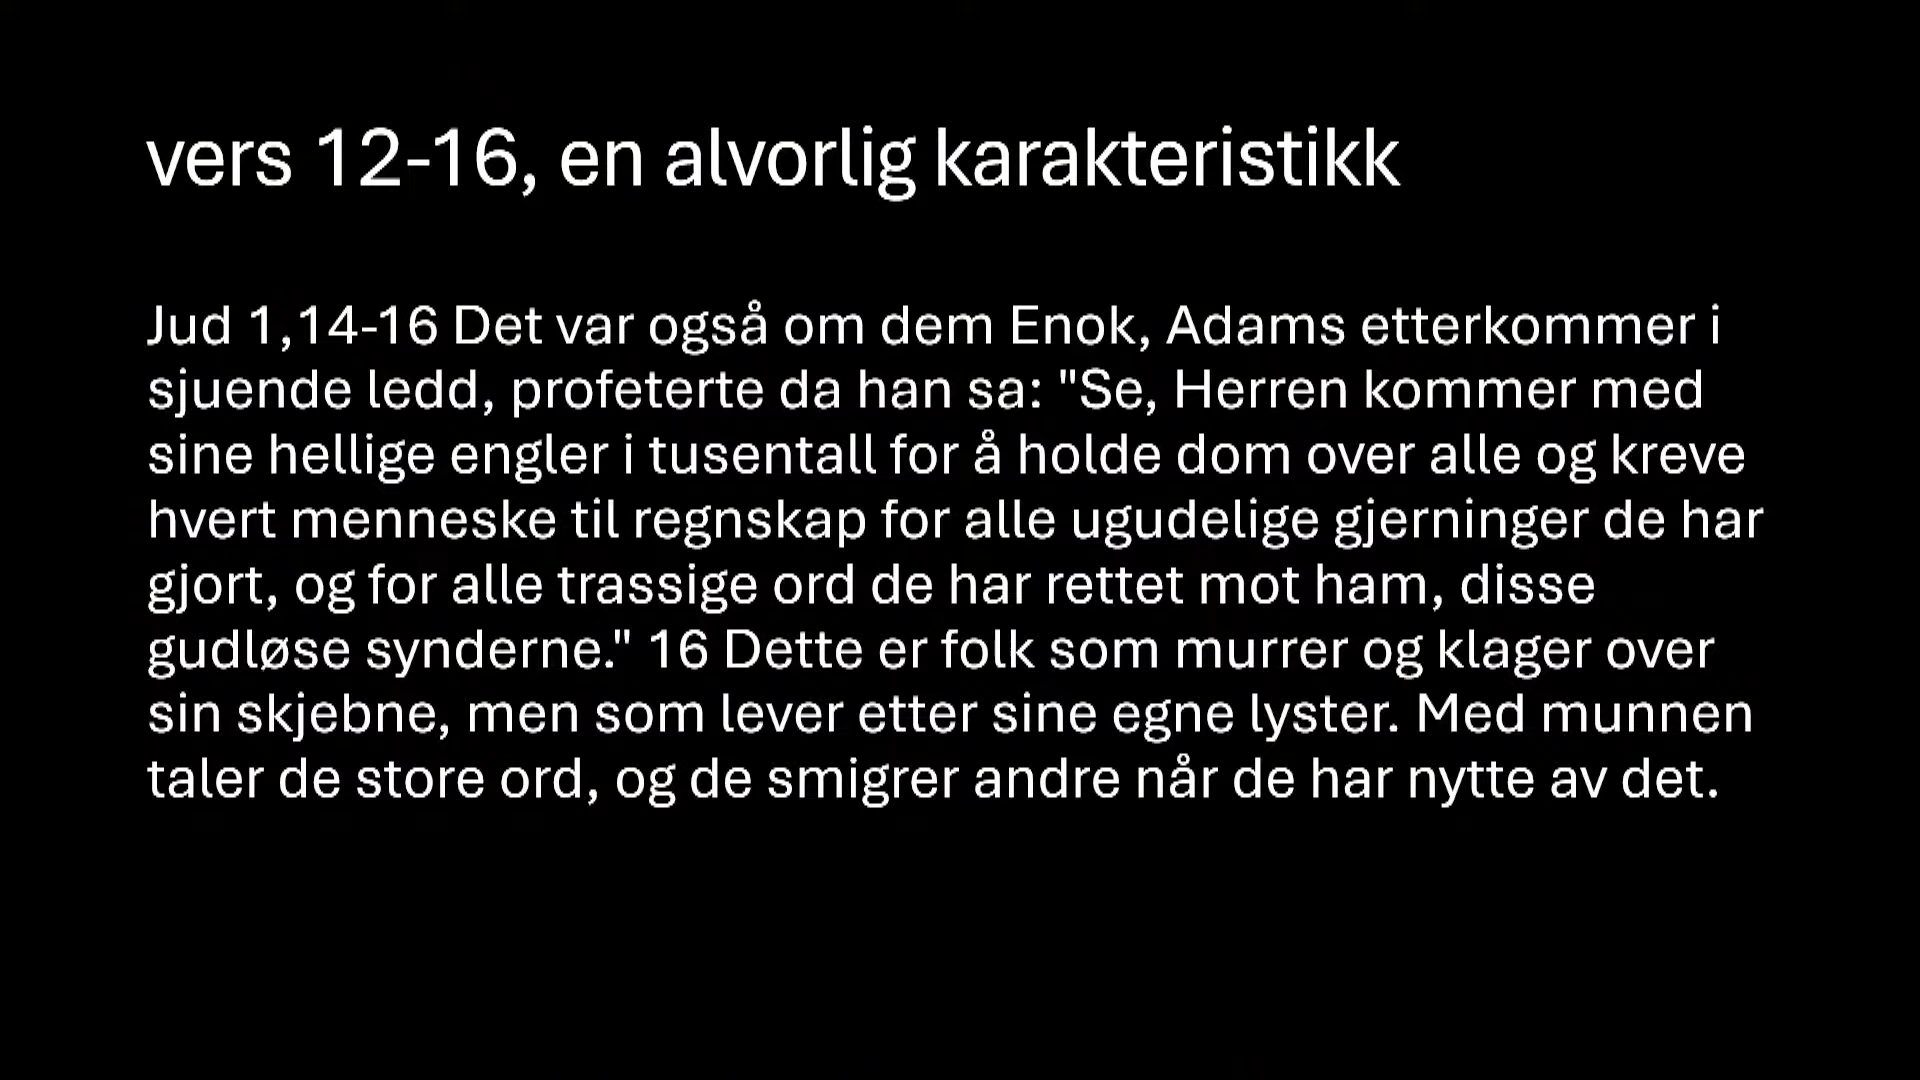 vers 12-16, en alvorlig karakteristikk
Jud 1,14-16 Det var også om dem Enok, Adams etterkommer i
sjuende ledd, profeterte da han sa: "Se, Herren kommer med
sine hellige engler i tusentall for å holde dom over alle og kreve
hvert menneske til regnskap for alle ugudelige gjerninger de har
gjort, og for alle trassige ord de har rettet mot ham, disse
gudløse synderne." 16 Dette er folk som murrer og klager over
sin skjebne, men som lever etter sine egne lyster. Med munnen
taler de store ord, og de smigrer andre når de har nytte av det.